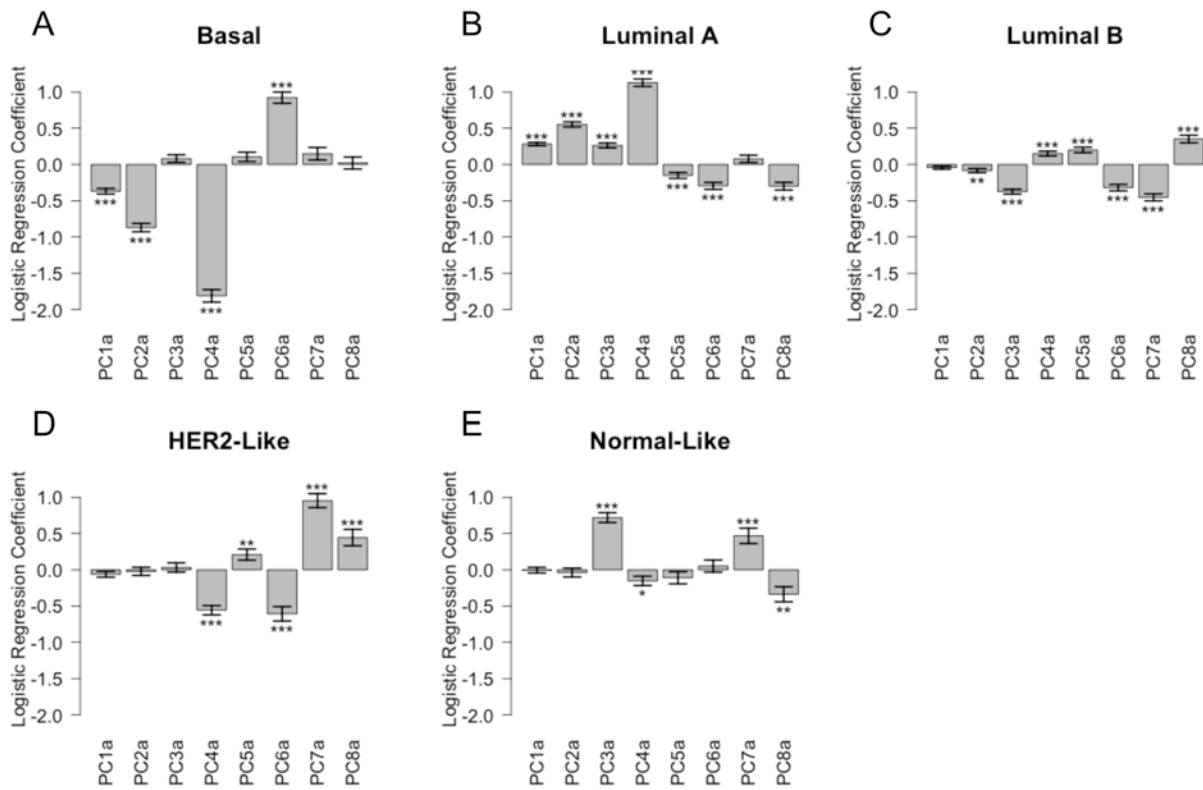 A
Basal
Logistic Regression Coefficient
1.0
0.5
0.0
-0.5
-1.0
-1.5
-2.0
***
***
***
***
PC1a
PC2a
PC3a
PC4a
PC5a
PC6a
PC7a
PC8a
B
Luminal A
Logistic Regression Coefficient
1.0
0.5
0.0
-0.5
-1.0
-1.5
-2.0
***
***
***
***
***
***
***
PC1a
PC2a
PC3a
PC4a
PC5a
PC6a
PC7a
PC8a
C
Luminal B
Logistic Regression Coefficient
1.0
0.5
0.0
-0.5
-1.0
-1.5
-2.0
**
***
***
***
***
***
***
PC1a
PC2a
PC3a
PC4a
PC5a
PC6a
PC7a
PC8a
D
HER2-Like
Logistic Regression Coefficient
1.0
0.5
0.0
-0.5
-1.0
-1.5
-2.0
***
**
***
***
***
PC1a
PC2a
PC3a
PC4a
PC5a
PC6a
PC7a
PC8a
E
Normal-Like
Logistic Regression Coefficient
1.0
0.5
0.0
-0.5
-1.0
-1.5
-2.0
***
*
***
**
PC1a
PC2a
PC3a
PC4a
PC5a
PC6a
PC7a
PC8a